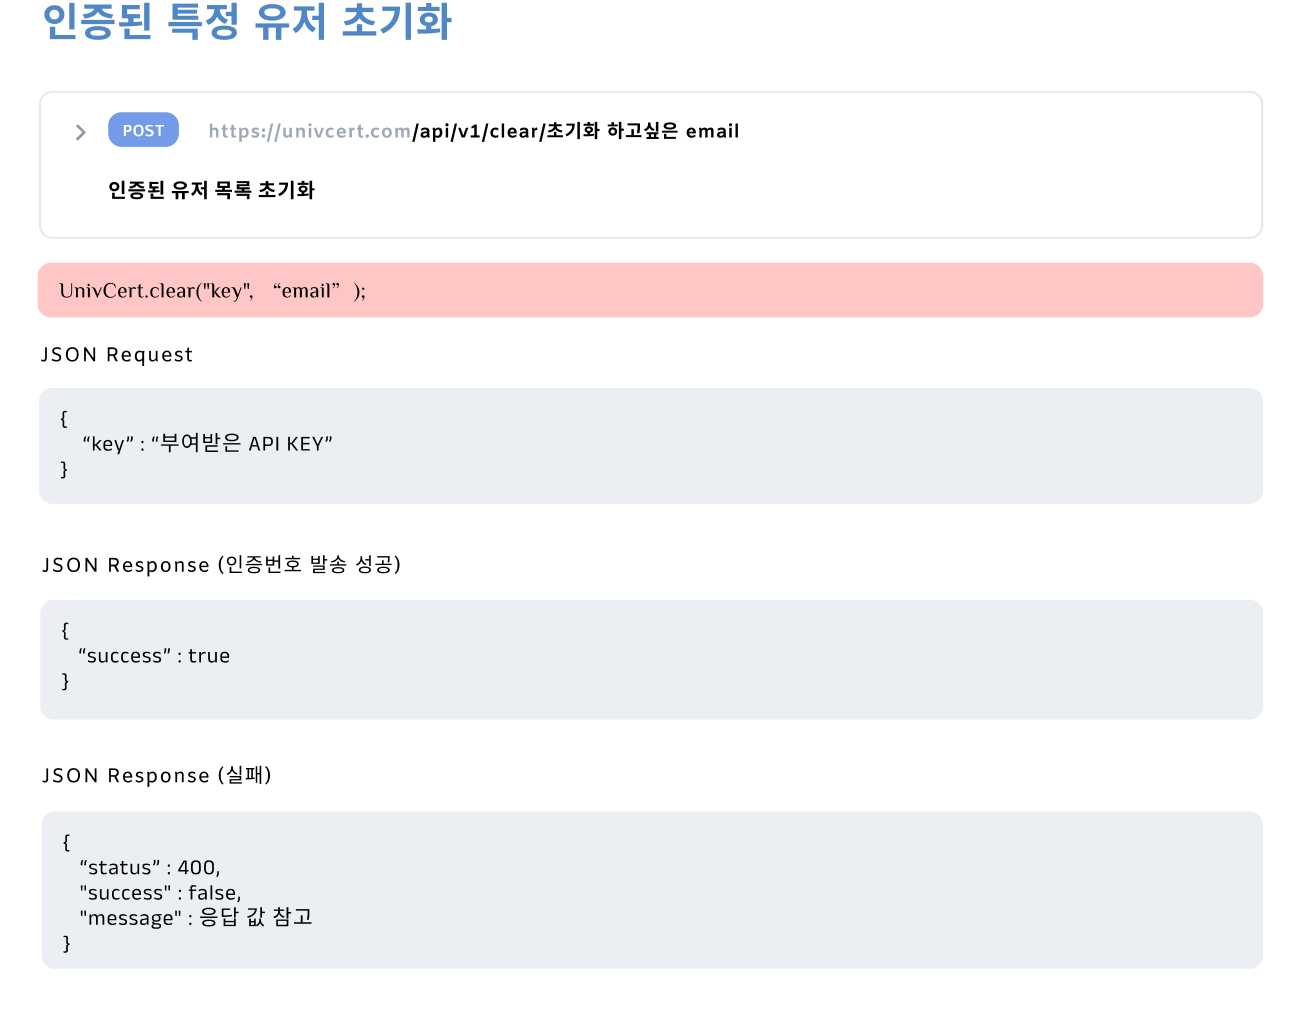 인증된 특정 유저 초기화
POST https://univcert.com/api/v1/clear/초기화 하고싶은 email
인증된 유저 목록 초기화
UnivCert.clear("key", “email” );
JSON Request
{
“key” : “부여받은 API KEY”
}
JSON Response (인증번호 발송 성공)
{
“success” : true
}
JSON Response (실패)
{
“status” : 400,
"success" : false,
"message" : 응답 값 참고
}